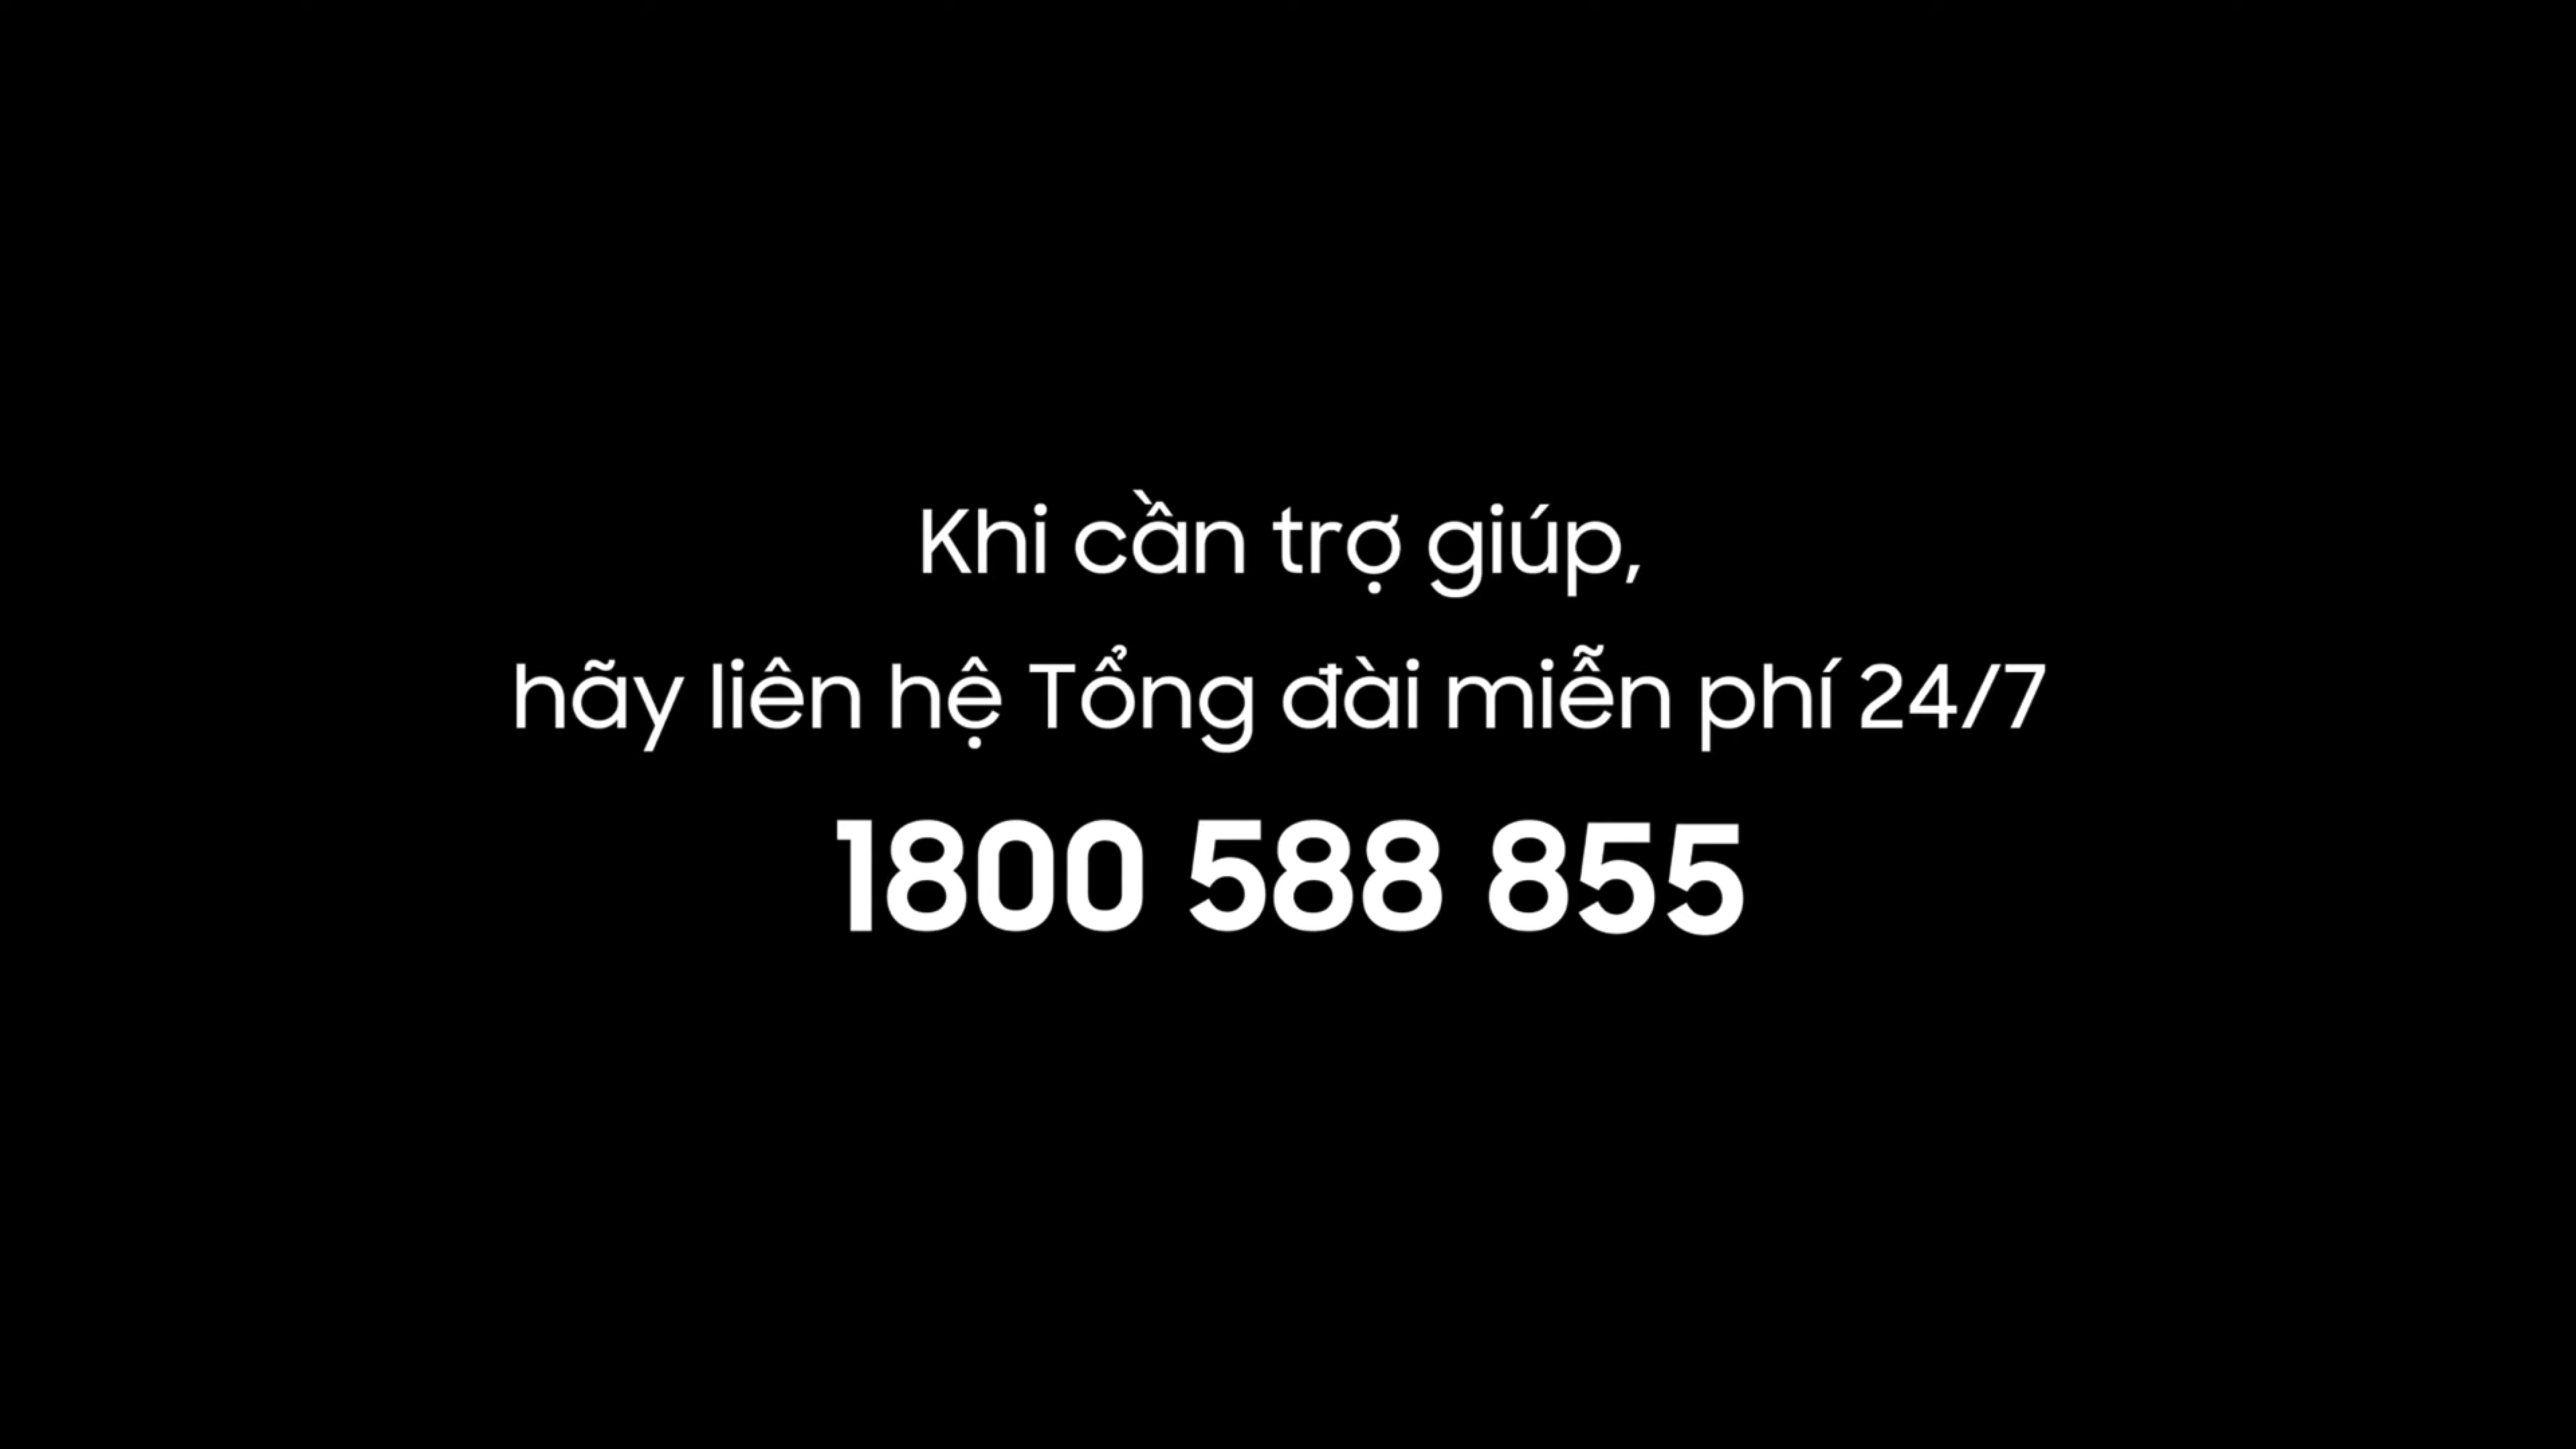 Khi cần trợ giúp,
hãy liên hệ Tổng đài miễn phí 24/7
1800 588 855